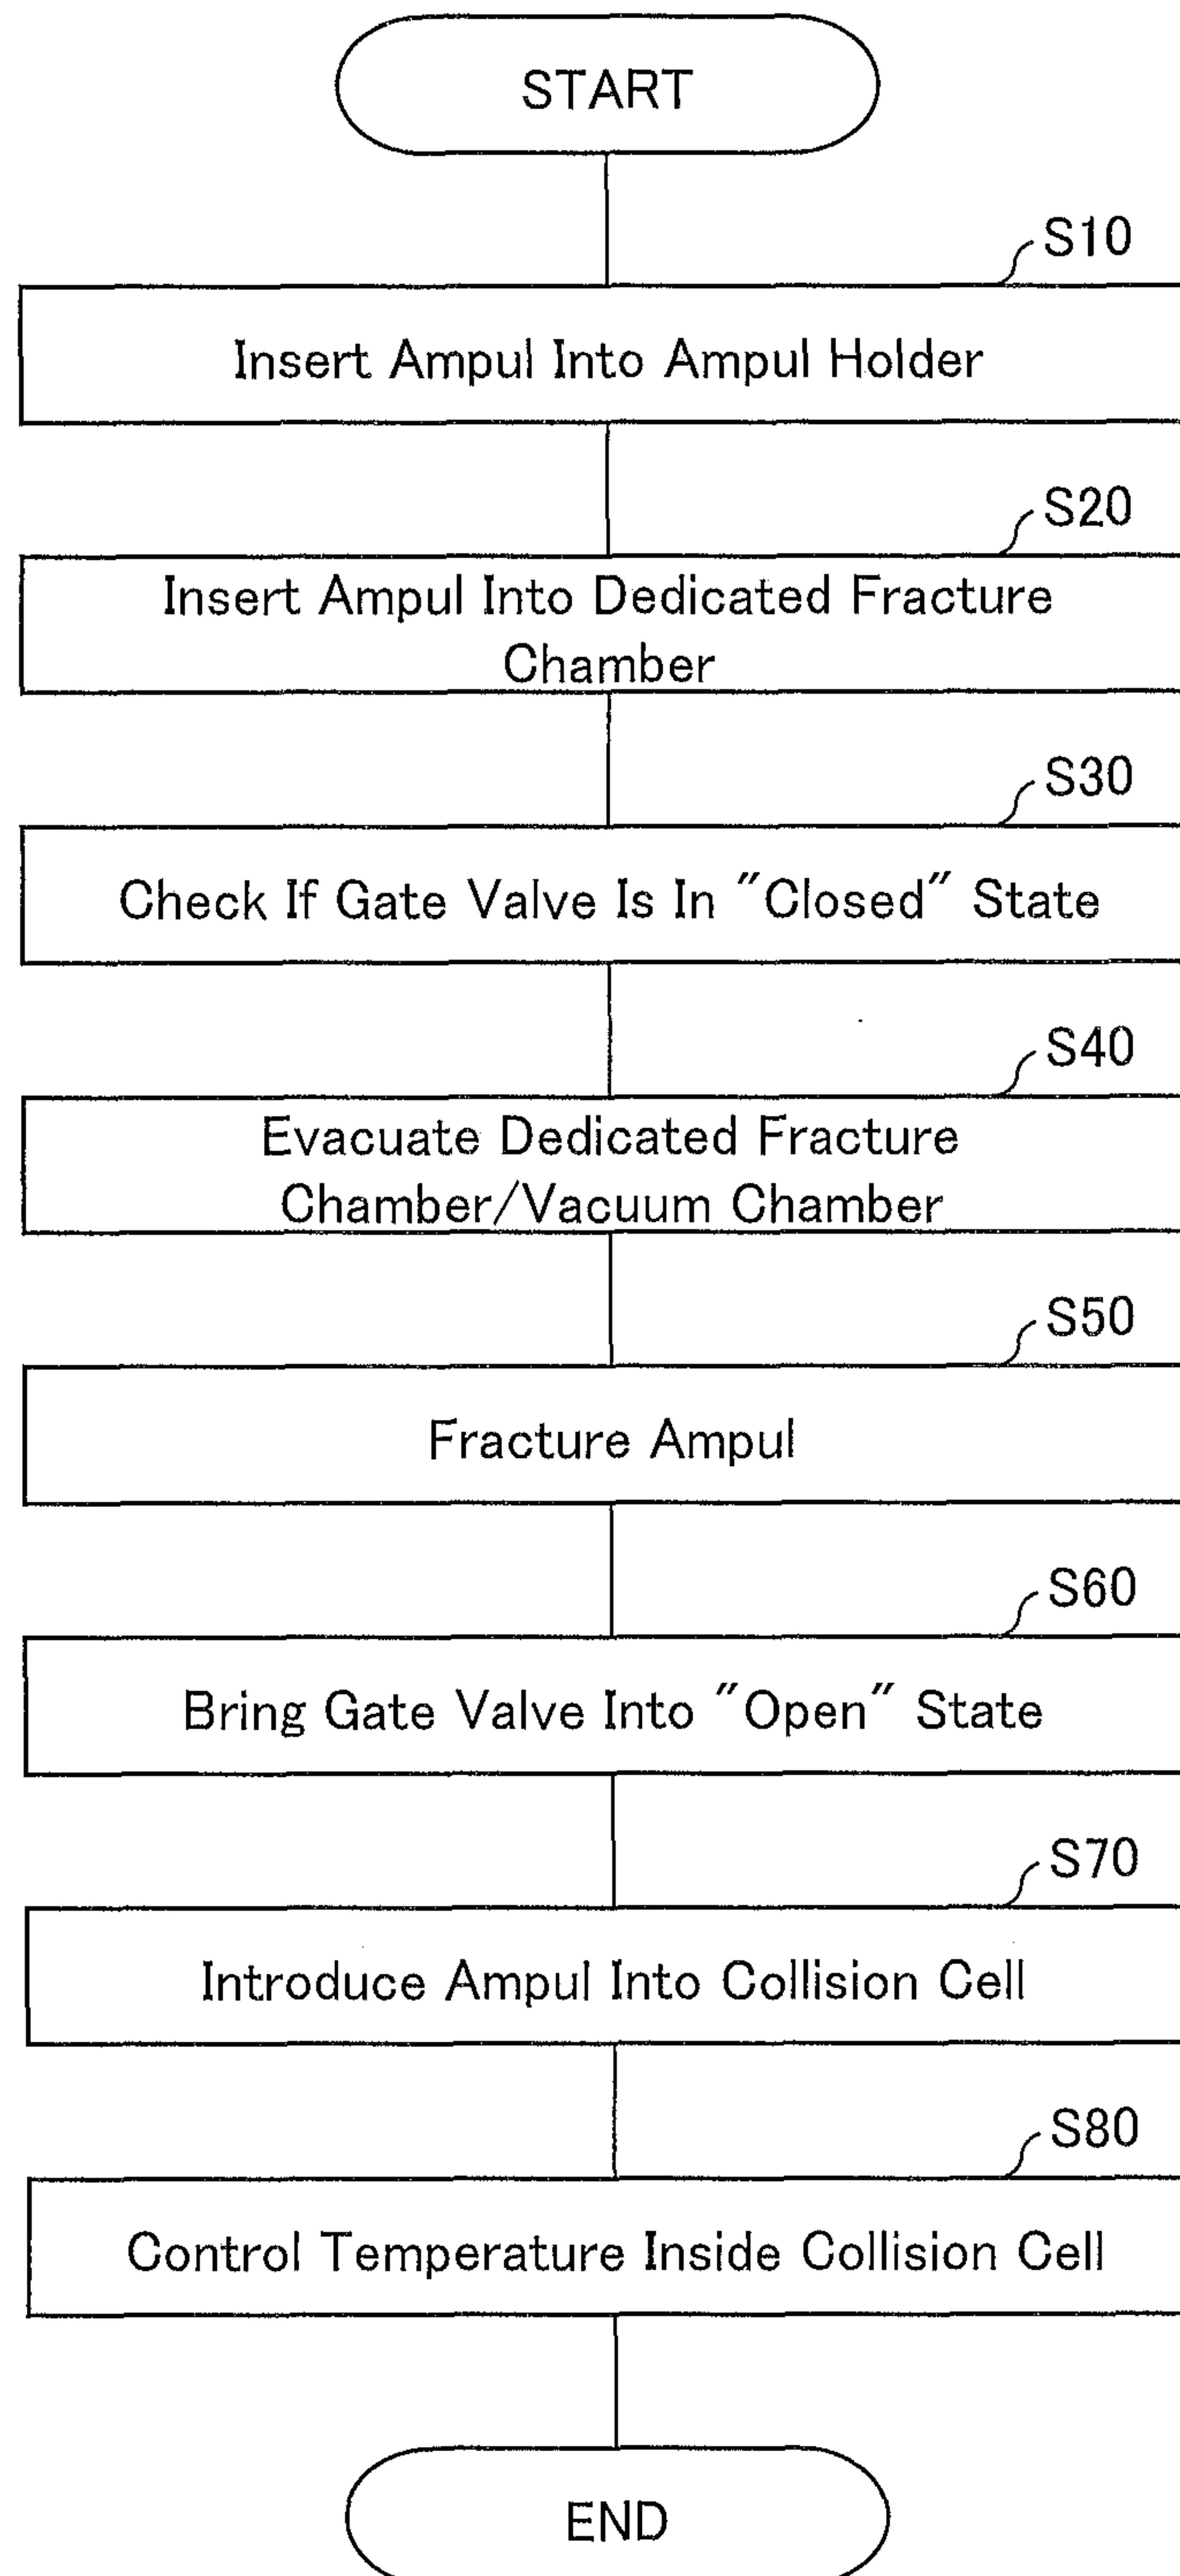 START
S10
Insert Ampul Into Ampul Holder
S20
Insert Ampul Into Dedicated Fracture
Chamber
S30
Check If Gate Valve Is In "Closed" State
S40
Evacuate Dedicated Fracture
Chamber/Vacuum Chamber
S50
Fracture Ampul
S60
Bring Gate Valve Into "Open" State
S70
Introduce Ampul Into Collision Cell
S80
Control Temperature Inside Collision Cell
END